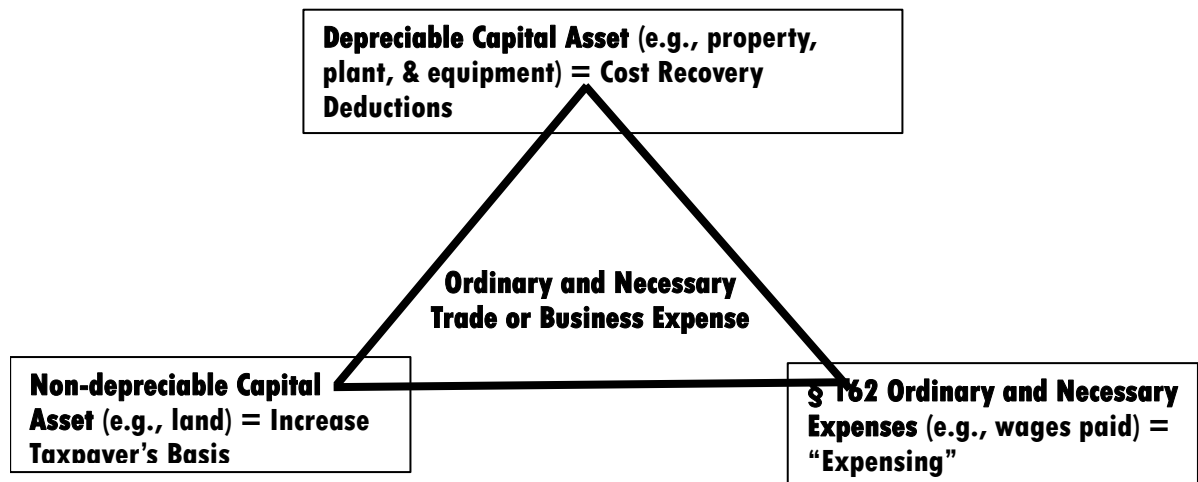 Depreciable Capital Asset (e.g., property,
plant, & equipment) = Cost Recovery
Deductions
Ordinary and Necessary
Trade or Business Expense
Non-depreciable Capital
Asset (e.g., land) = Increase
Taxpayer’s Basis
§ 162 Ordinary and Necessary
Expenses (e.g., wages paid) =
“Expensing”